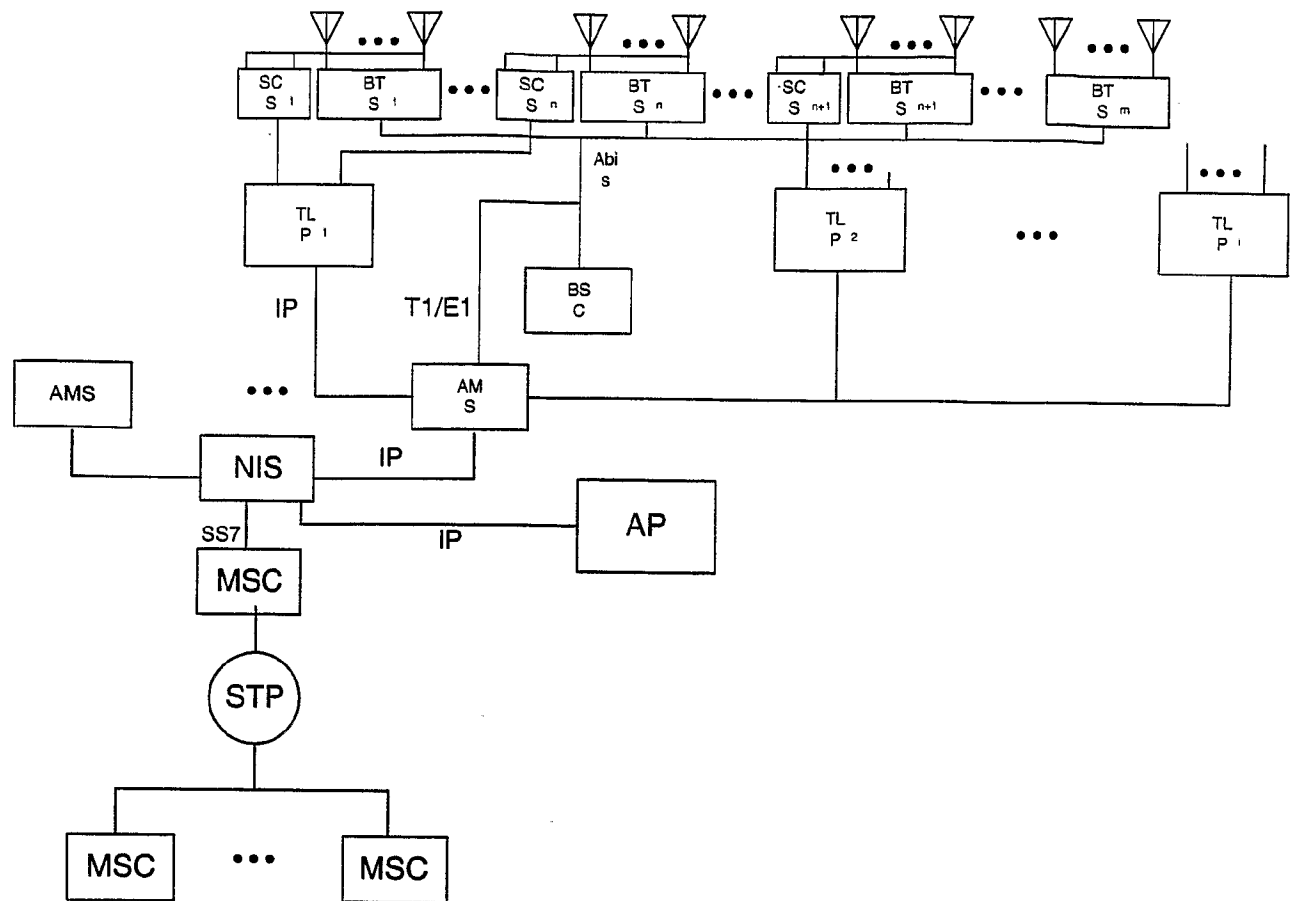 SC BT SC BT SC BT BT
S 1 S 1 S n S n S n+1 S n+1 S m
Abi
s
TL TL TL
P 1 P 2 P i
BS
C
IP T1/E1
AMS AM
S
NIS IP
SS7 IP AP
MSC
STP
MSC MSC